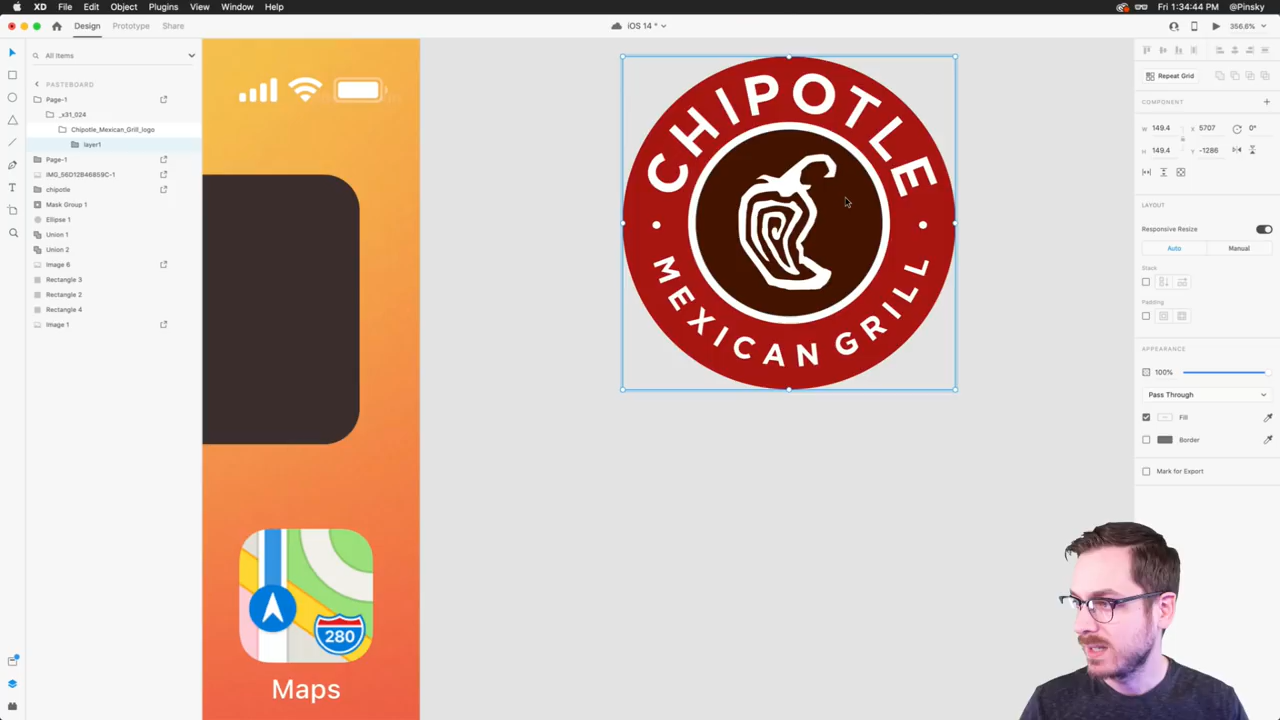 XD File Edit Object Plugins View Window Help
Fri 1:34:44 PM @Pinsky
Design Prototype Share
iOS 14 *
356.6%
All Items
PASTEBOARD
Page-1
_x31_024
Chipotle_Mexican_Grill_logo
layer1
Page-1
IMG_56D12B46859C-1
chipotle
Mask Group 1
Ellipse 1
Union 1
Union 2
Image 6
Rectangle 3
Rectangle 2
Rectangle 4
Image 1
280
Maps
CHIPOTLE
MEXICAN GRILL
Repeat Grid
COMPONENT
W 149.4 X 5707 0°
H 149.4 Y -1286
LAYOUT
Responsive Resize
Auto Manual
Stack
Padding
APPEARANCE
100%
Pass Through
Fill
Border
Mark for Export